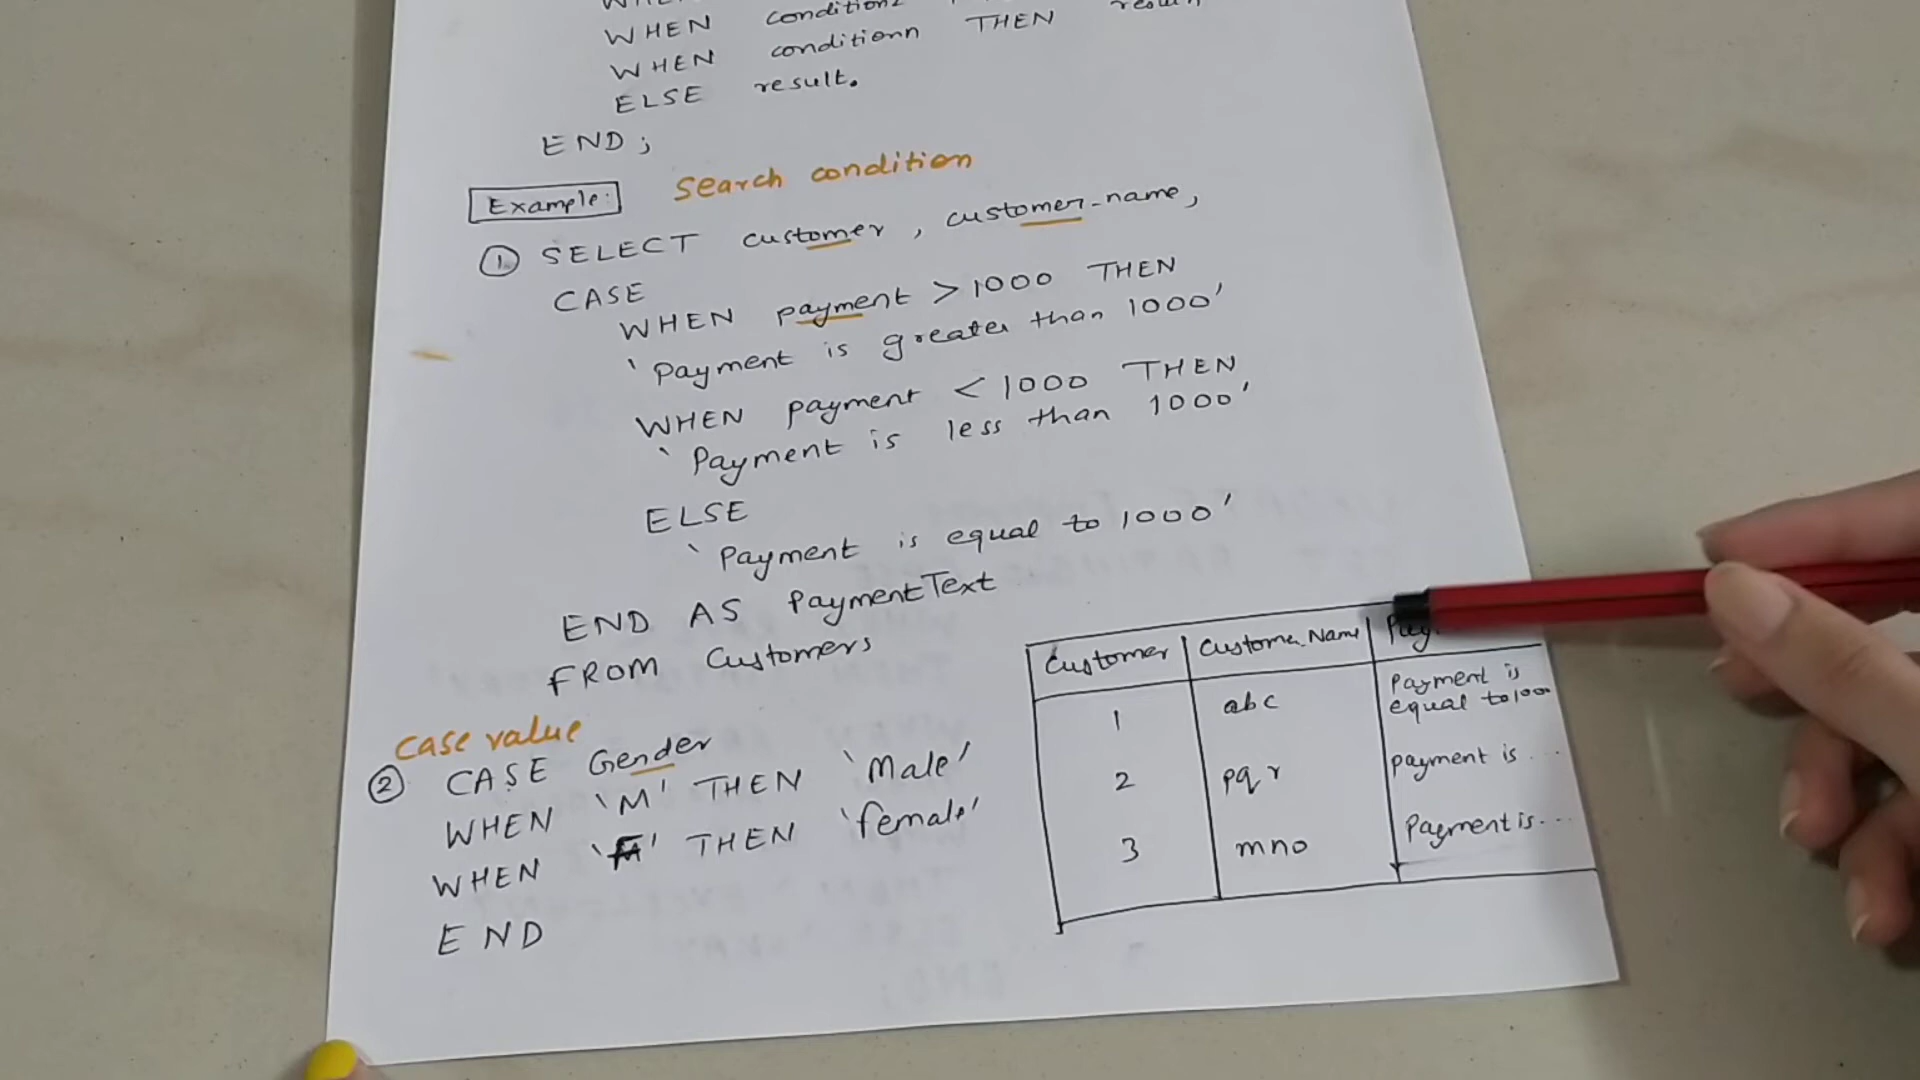 WHEN
WHEN condition2
WHEN conditionn THEN
ELSE result.
END;
Example: Search condition
① SELECT customer, customer-name,
CASE
WHEN payment > 1000 THEN
'Payment is greater than 1000'
WHEN payment < 1000 THEN
'Payment is less than 1000'
ELSE
'Payment is equal to 1000'
END AS PaymentText
FROM Customers
Customer Customer Name Pay
1 abc Payment is equal to 1000
2 pqr payment is ...
3 mno Payment is ...
Case value
② CASE Gender
WHEN 'M' THEN 'Male'
WHEN 'F' THEN 'female'
END